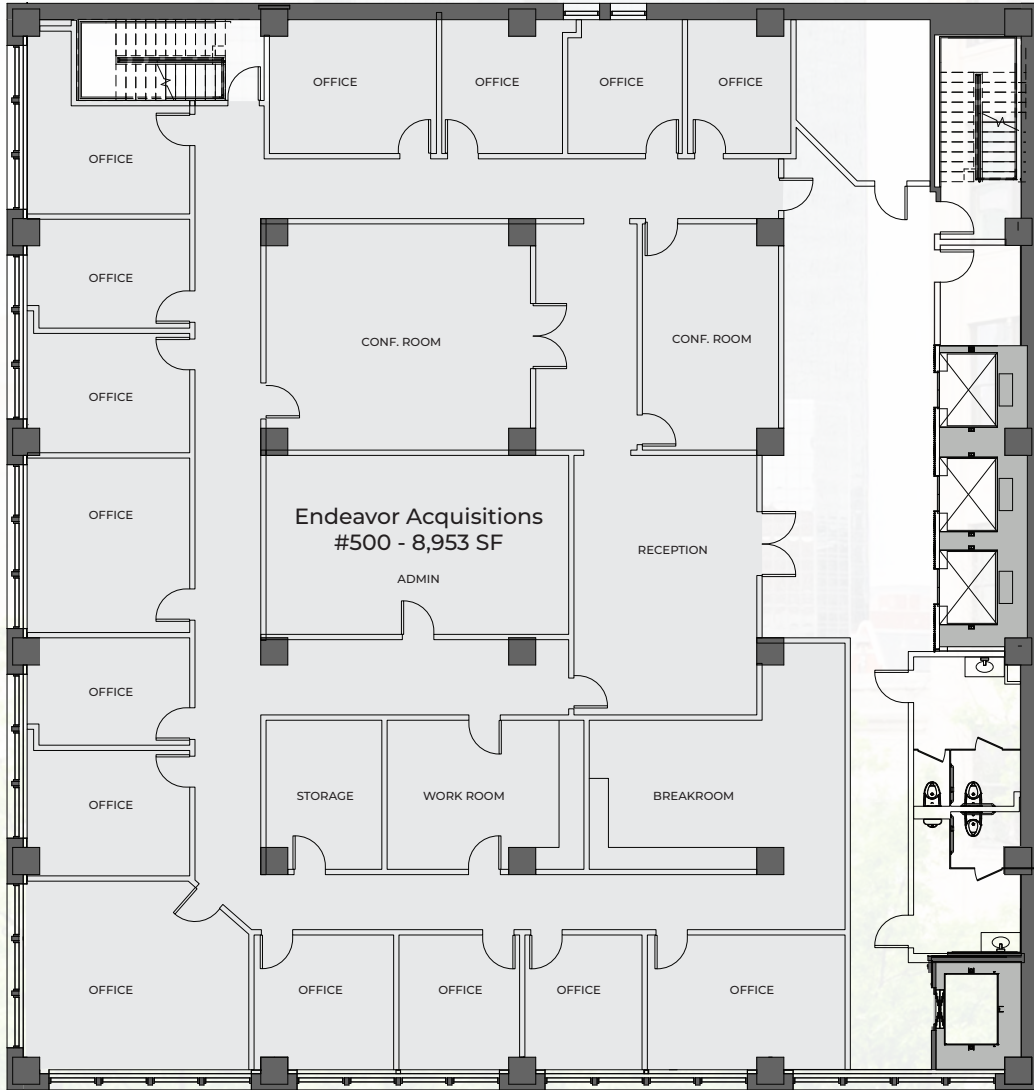 OFFICE
OFFICE
OFFICE
OFFICE
OFFICE
OFFICE
CONF. ROOM
CONF. ROOM
OFFICE
OFFICE
Endeavor Acquisitions
#500 - 8,953 SF
RECEPTION
ADMIN
OFFICE
OFFICE
STORAGE
WORK ROOM
BREAKROOM
OFFICE
OFFICE
OFFICE
OFFICE
OFFICE